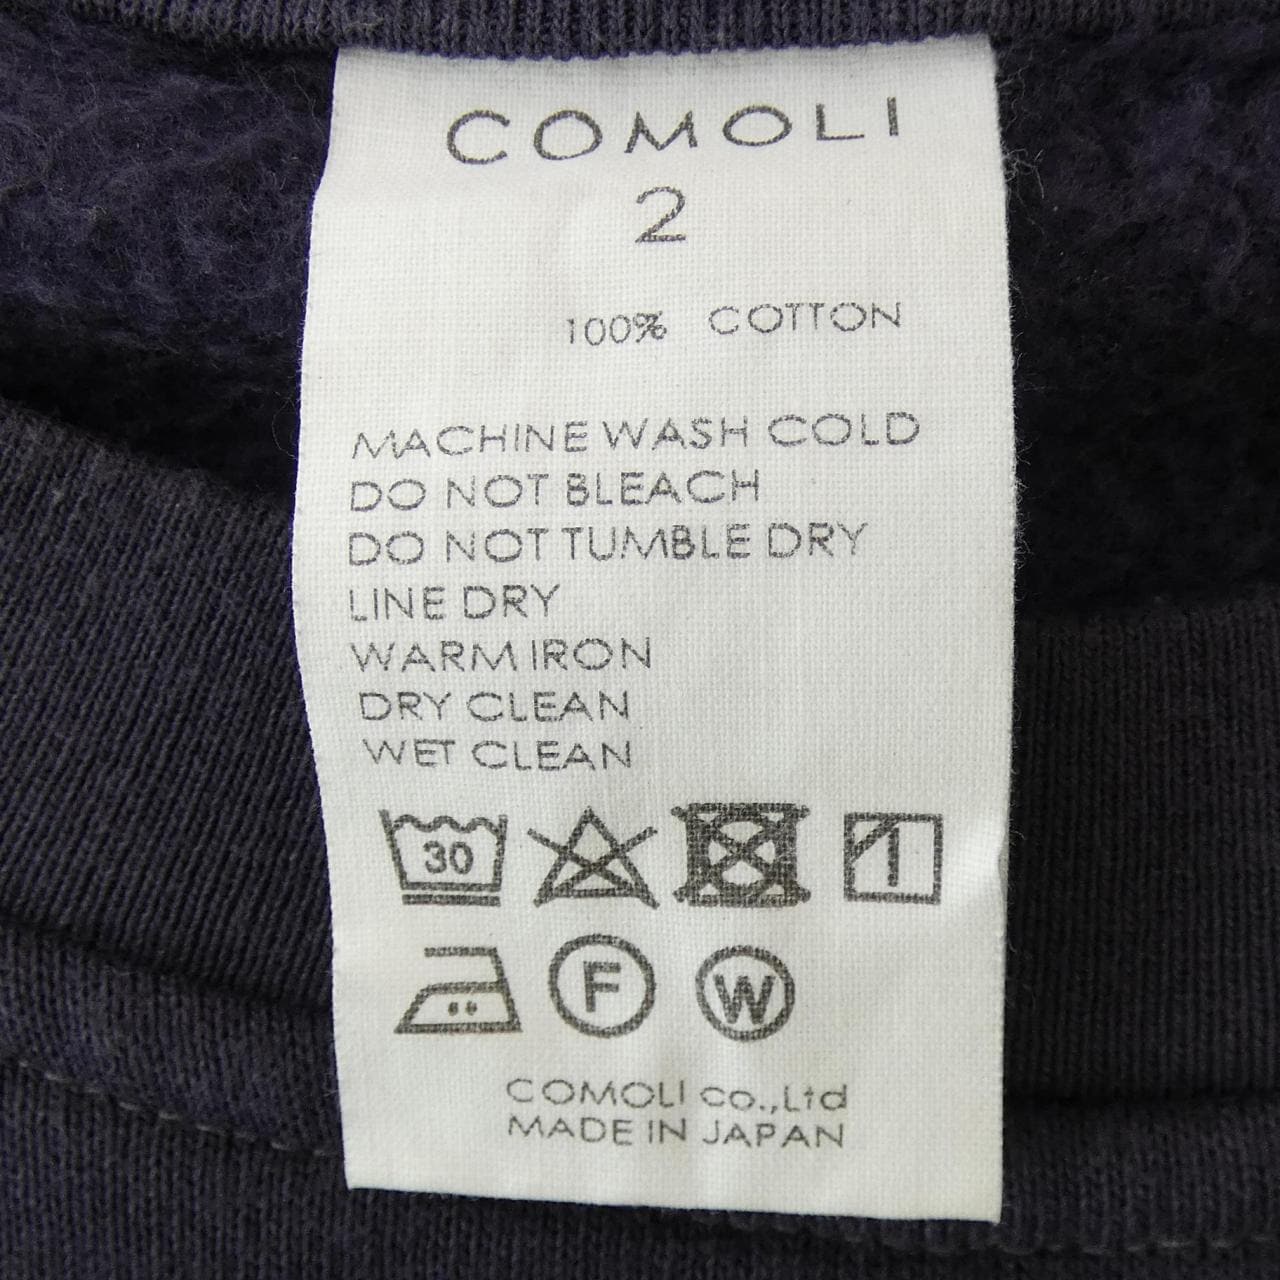 COMOLI
2
100% COTTON
MACHINE WASH COLD
DO NOT BLEACH
DO NOT TUMBLE DRY
LINE DRY
WARM IRON
DRY CLEAN
WET CLEAN
30
F W
COMOLI co.,Ltd
MADE IN JAPAN